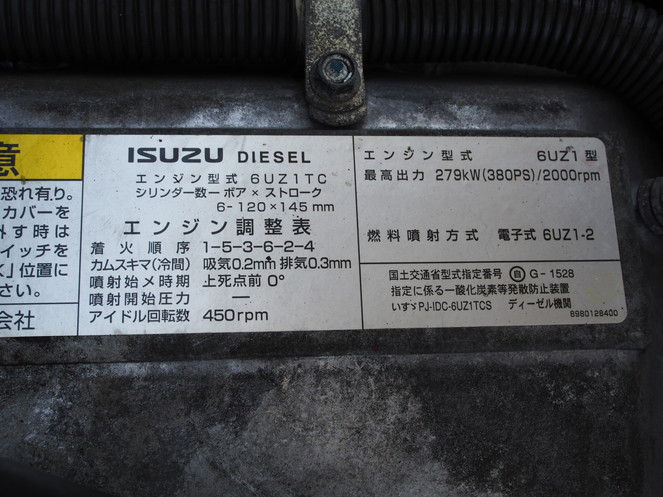 意
恐れ有り。
カバーを
外す時は
イッチを
く」位置に
さい。
会社
ISUZU DIESEL
エンジン型式 6UZ1TC
シリンダー数－ボア×ストローク
6-120×145mm
エンジン調整表
着火順序 1-5-3-6-2-4
カムスキマ(冷間) 吸気0.2mm 排気0.3mm
噴射始メ時期 上死点前 0°
噴射開始圧力 —
アイドル回転数 450rpm
エンジン型式 6UZ1型
最高出力 279kW(380PS)/2000rpm
燃料噴射方式 電子式 6UZ1-2
国土交通省型式指定番号 自 G-1528
指定に係る一酸化炭素等発散防止装置
いすゞPJ-IDC-6UZ1TCS ディーゼル機関
8980128400